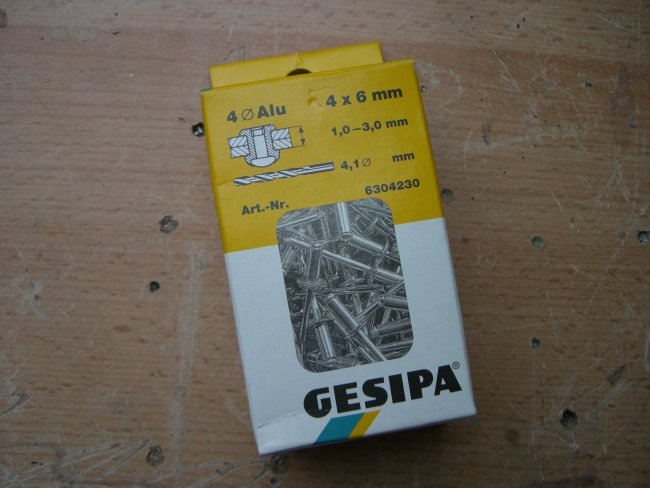 4 ⌀ Alu 4 x 6 mm
1,0–3,0 mm
4,1 ⌀ mm
Art.-Nr. 6304230
GESIPA®